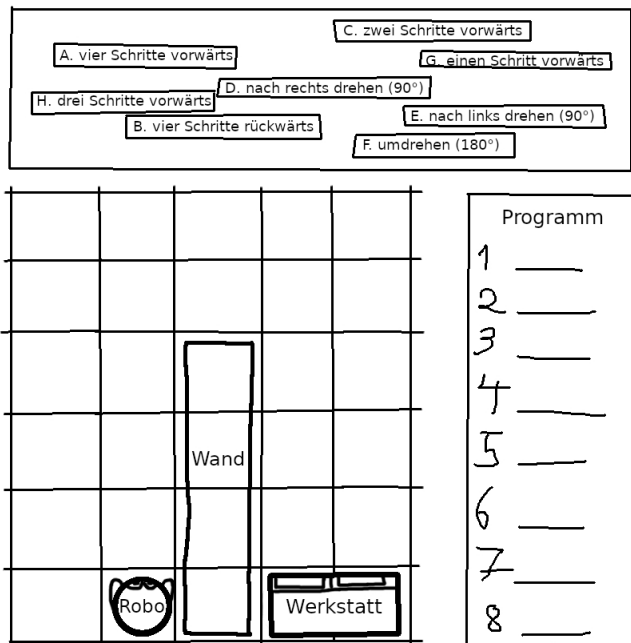 C. zwei Schritte vorwärts
A. vier Schritte vorwärts
G. einen Schritt vorwärts
D. nach rechts drehen (90°)
H. drei Schritte vorwärts
E. nach links drehen (90°)
B. vier Schritte rückwärts
F. umdrehen (180°)
Programm
1
2
3
4
5
6
7
8
Wand
Robo
Werkstatt